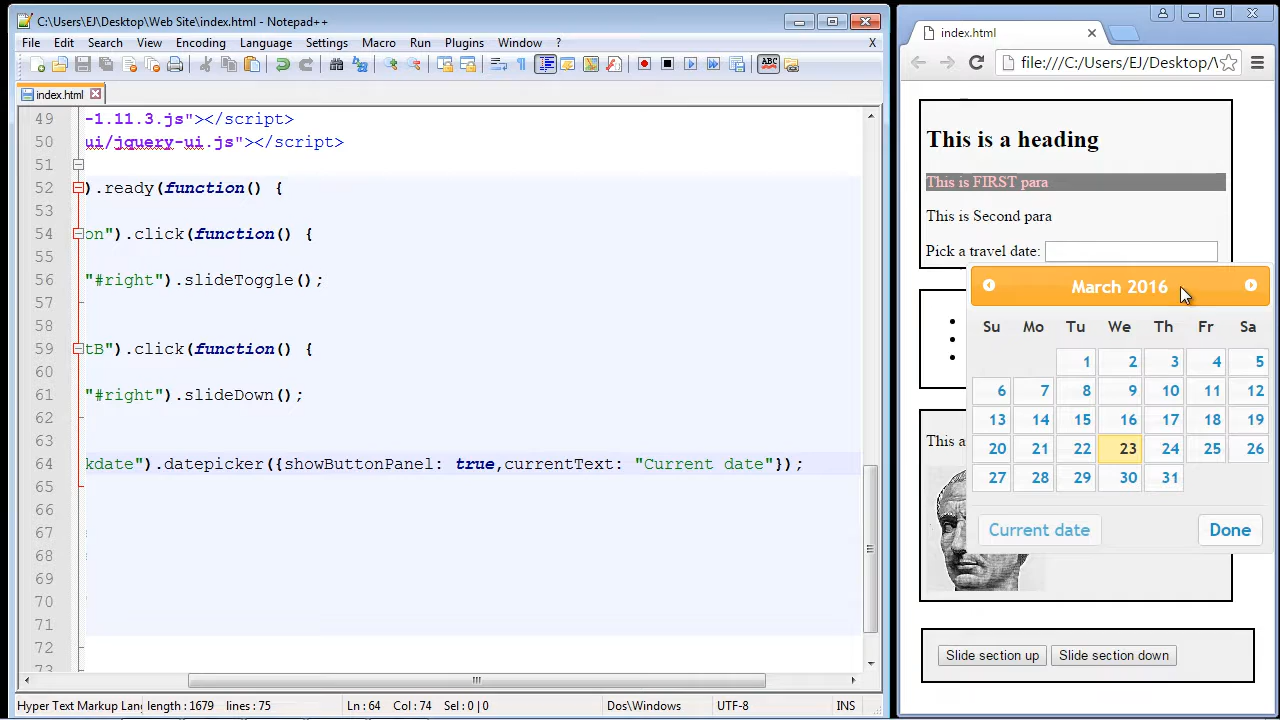 C:\Users\EJ\Desktop\Web Site\index.html - Notepad++
File Edit Search View Encoding Language Settings Macro Run Plugins Window ? X
index.html
49 -1.11.3.js"></script>
50 ui/jquery-ui.js"></script>
51
52 ).ready(function() {
53
54 on").click(function() {
55
56 "#right").slideToggle();
57
58
59 tB").click(function() {
60
61 "#right").slideDown();
62
63
64 kdate").datepicker({showButtonPanel: true,currentText: "Current date"});
65
66
67
68
69
70
71
72
73
Hyper Text Markup Lan length : 1679 lines : 75 Ln : 64 Col : 74 Sel : 0 | 0 Dos\Windows UTF-8 INS
index.html
file:///C:/Users/EJ/Desktop/
This is a heading
This is FIRST para
This is Second para
Pick a travel date:
March 2016
Su Mo Tu We Th Fr Sa
1 2 3 4 5
6 7 8 9 10 11 12
13 14 15 16 17 18 19
20 21 22 23 24 25 26
27 28 29 30 31
Current date Done
This a
Slide section up Slide section down